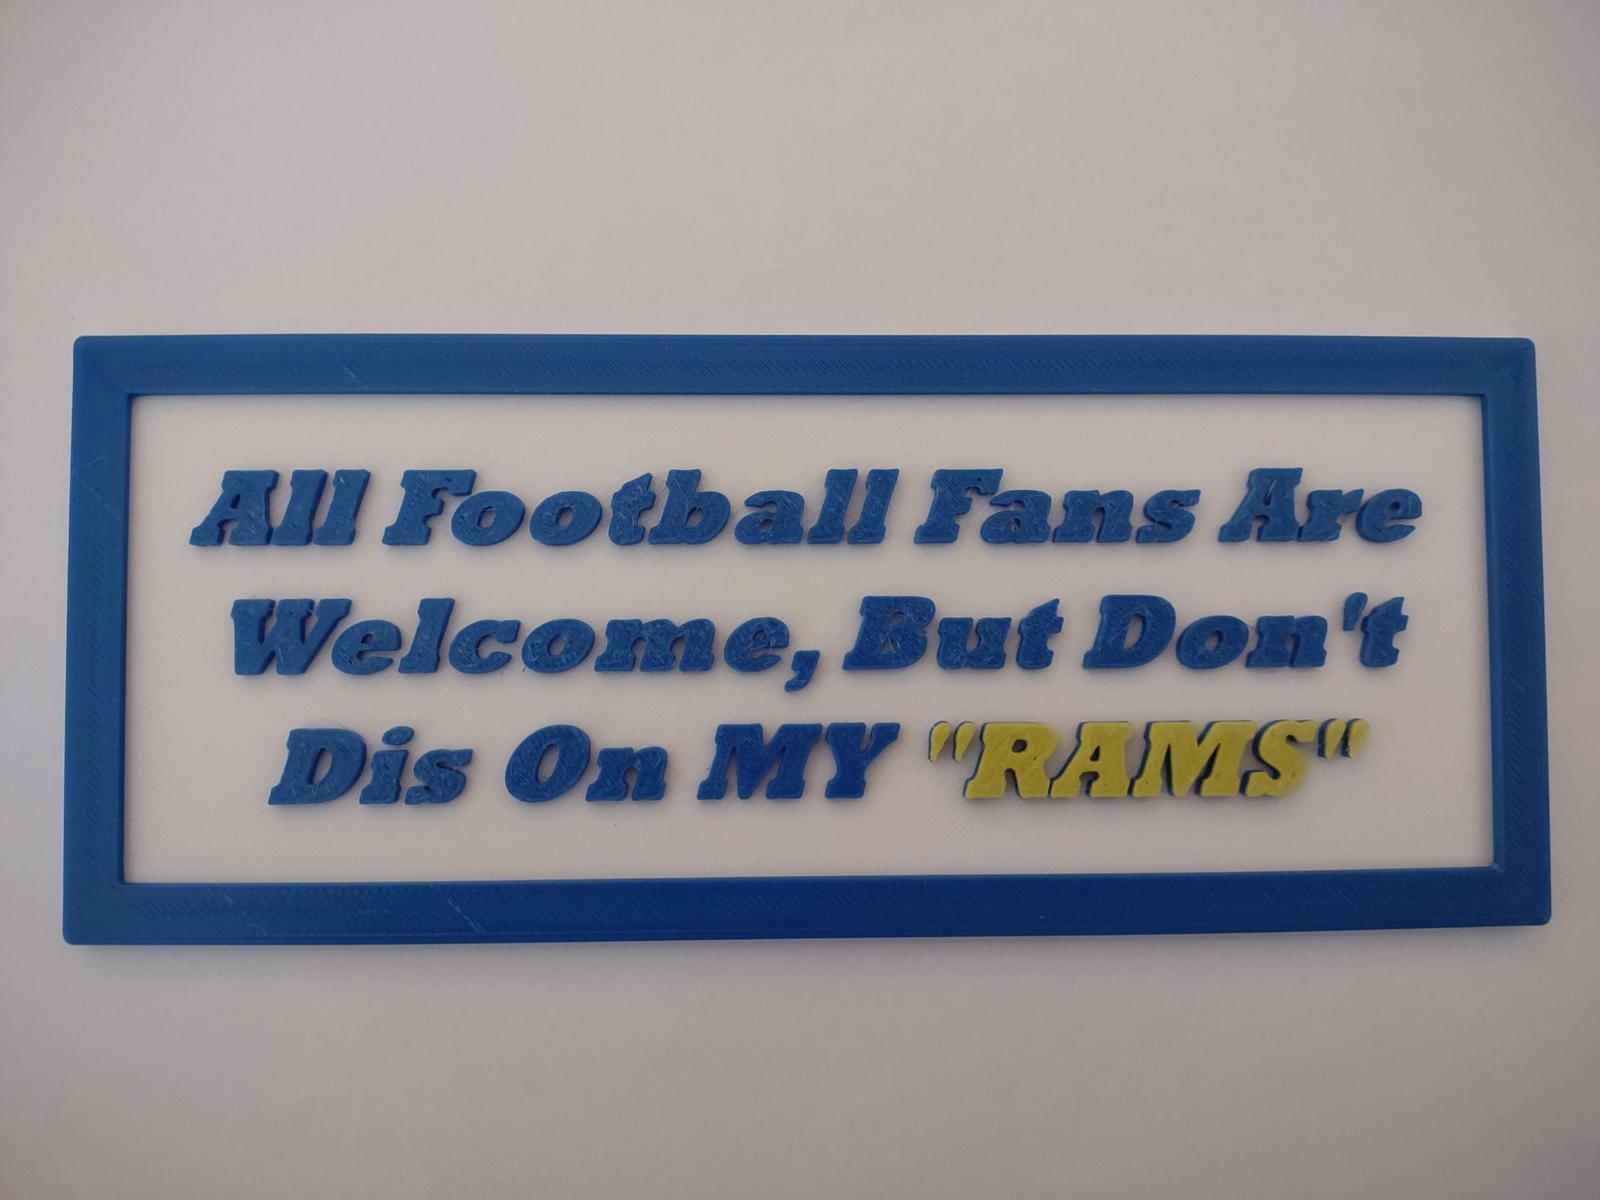 All Football Fans Are
Welcome, But Don't
Dis On MY "RAMS"